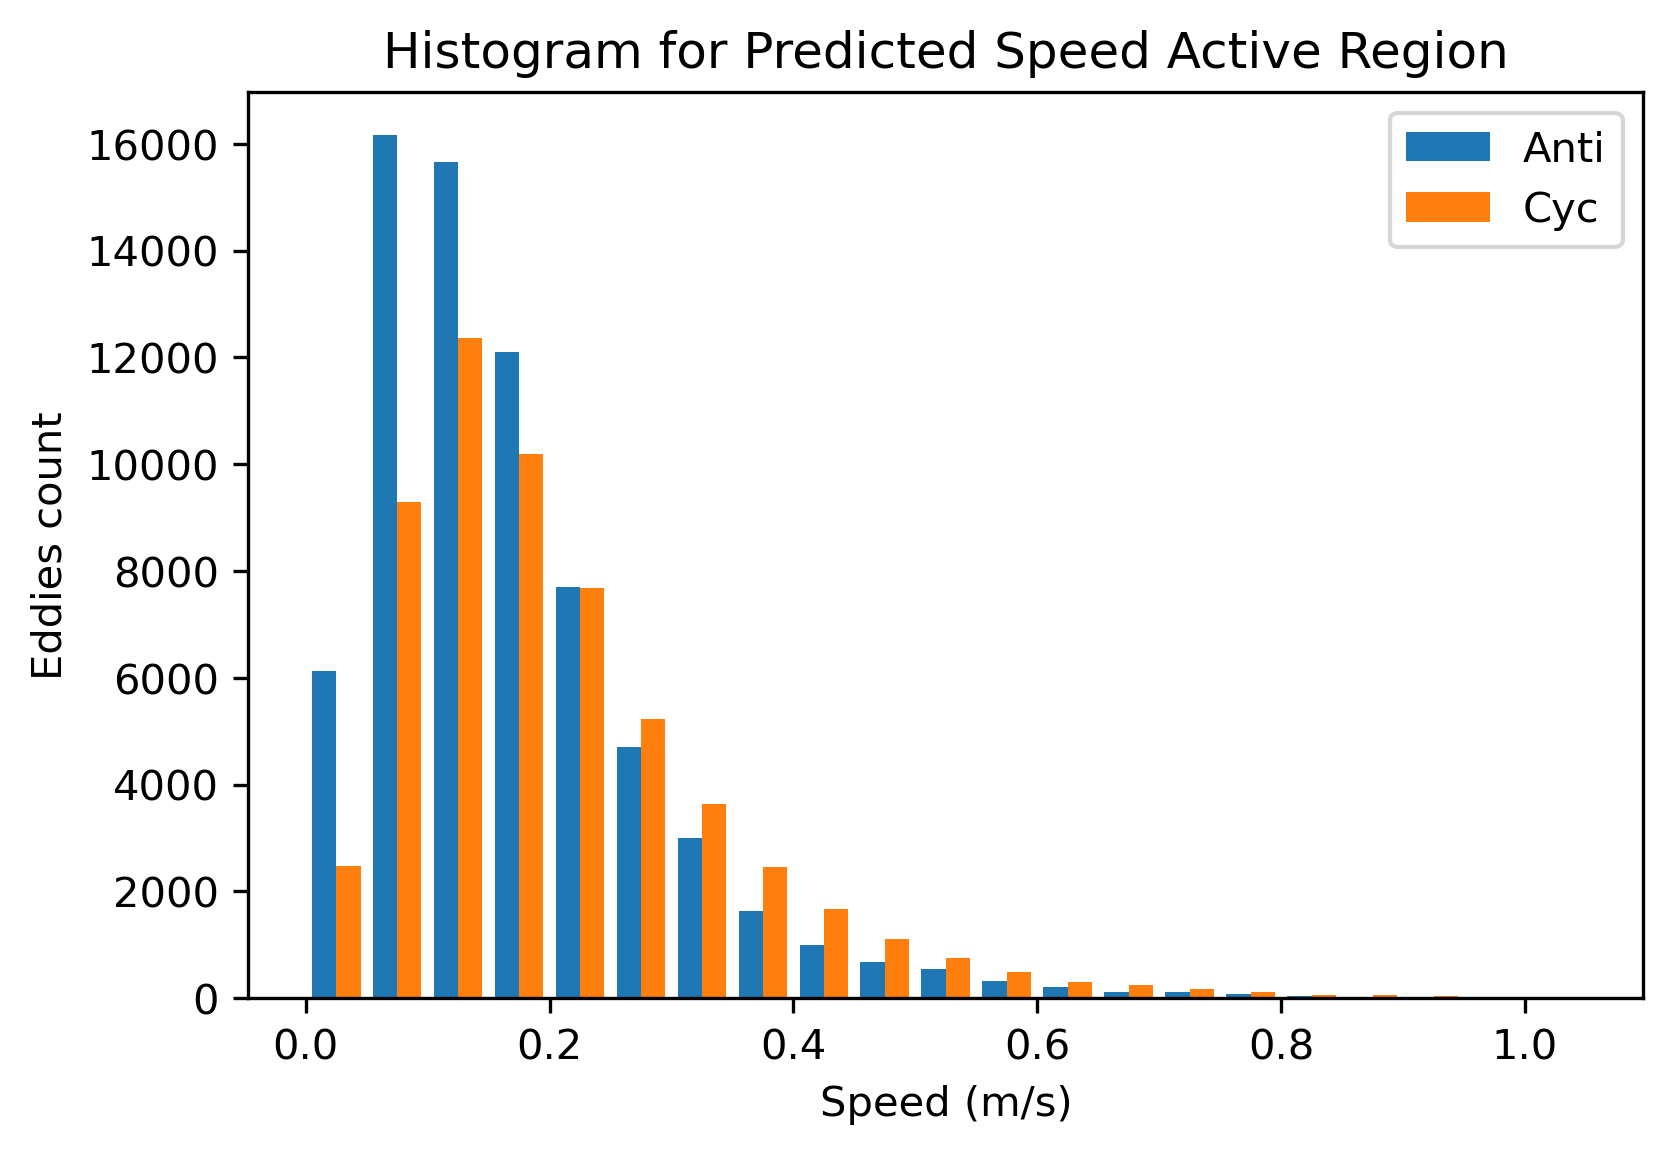 Histogram for Predicted Speed Active Region
Anti
Cyc
16000
14000
12000
10000
8000
6000
4000
2000
0
Eddies count
0.0 0.2 0.4 0.6 0.8 1.0
Speed (m/s)